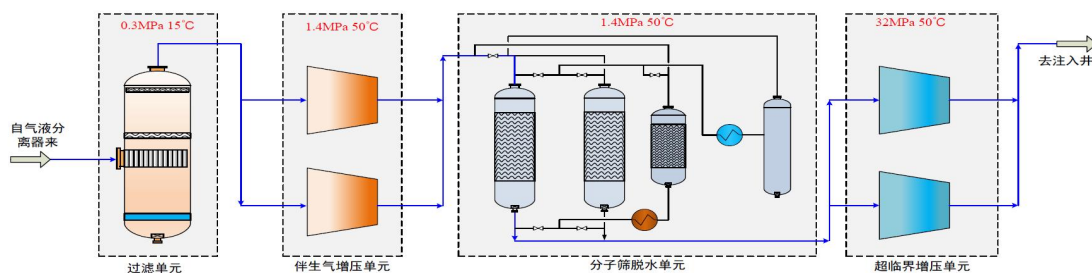 0.3MPa 15℃
1.4MPa 50℃
1.4MPa 50℃
32MPa 50℃
自气液分
离器来
去注入井
过滤单元
伴生气增压单元
分子筛脱水单元
超临界增压单元